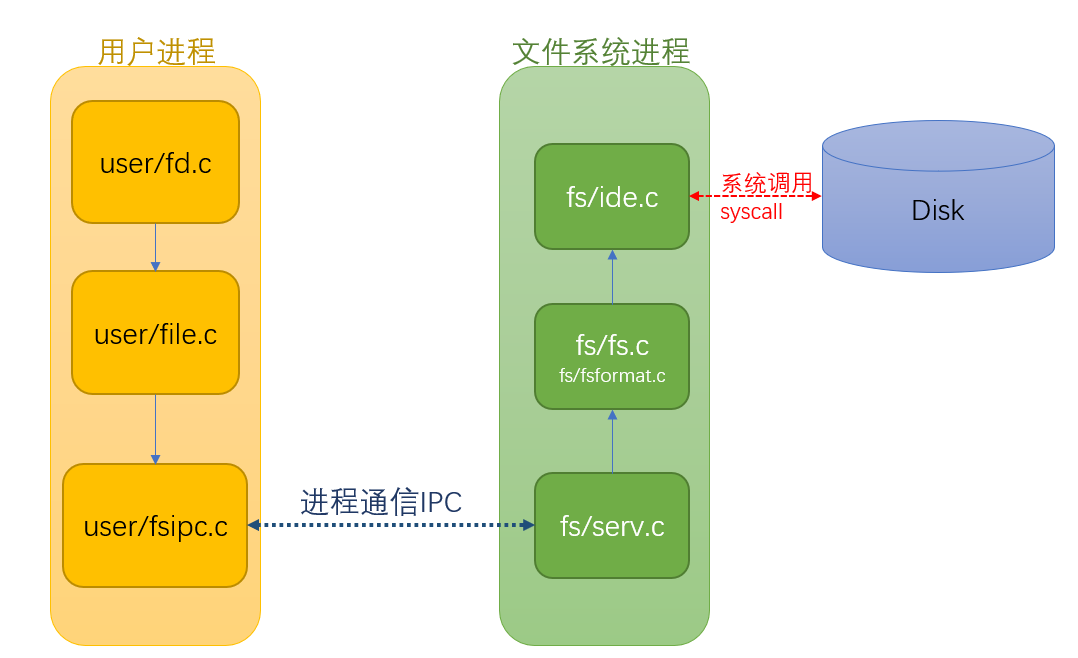 用户进程
user/fd.c
user/file.c
user/fsipc.c
进程通信IPC
文件系统进程
fs/ide.c
fs/fs.c
fs/fsformat.c
fs/serv.c
系统调用
syscall
Disk